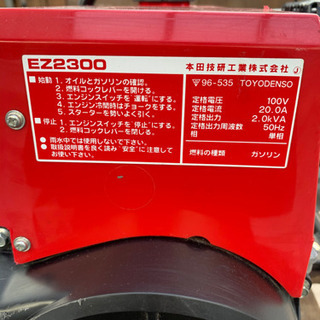 EZ2300
本田技研工業株式会社
■始動 1. オイルとガソリンの確認。
2. 燃料コックレバーを開ける。
3. エンジンスイッチを"運転"にする。
4. エンジン冷間時はチョークをする。
5. スターターを勢いよく引く。
■停止 1. エンジンスイッチを"停止"にする。
2. 燃料コックレバーを閉める。
● 雨水中では使用しないで下さい。
● 取扱説明書を良く読み"安全"に注意して
お使い下さい。
96-535 TOYODENSO
定格電圧 100V
定格電流 20.0A
定格出力 2.0kVA
定格出力周波数 50Hz
相 単相
燃料の種類 ガソリン